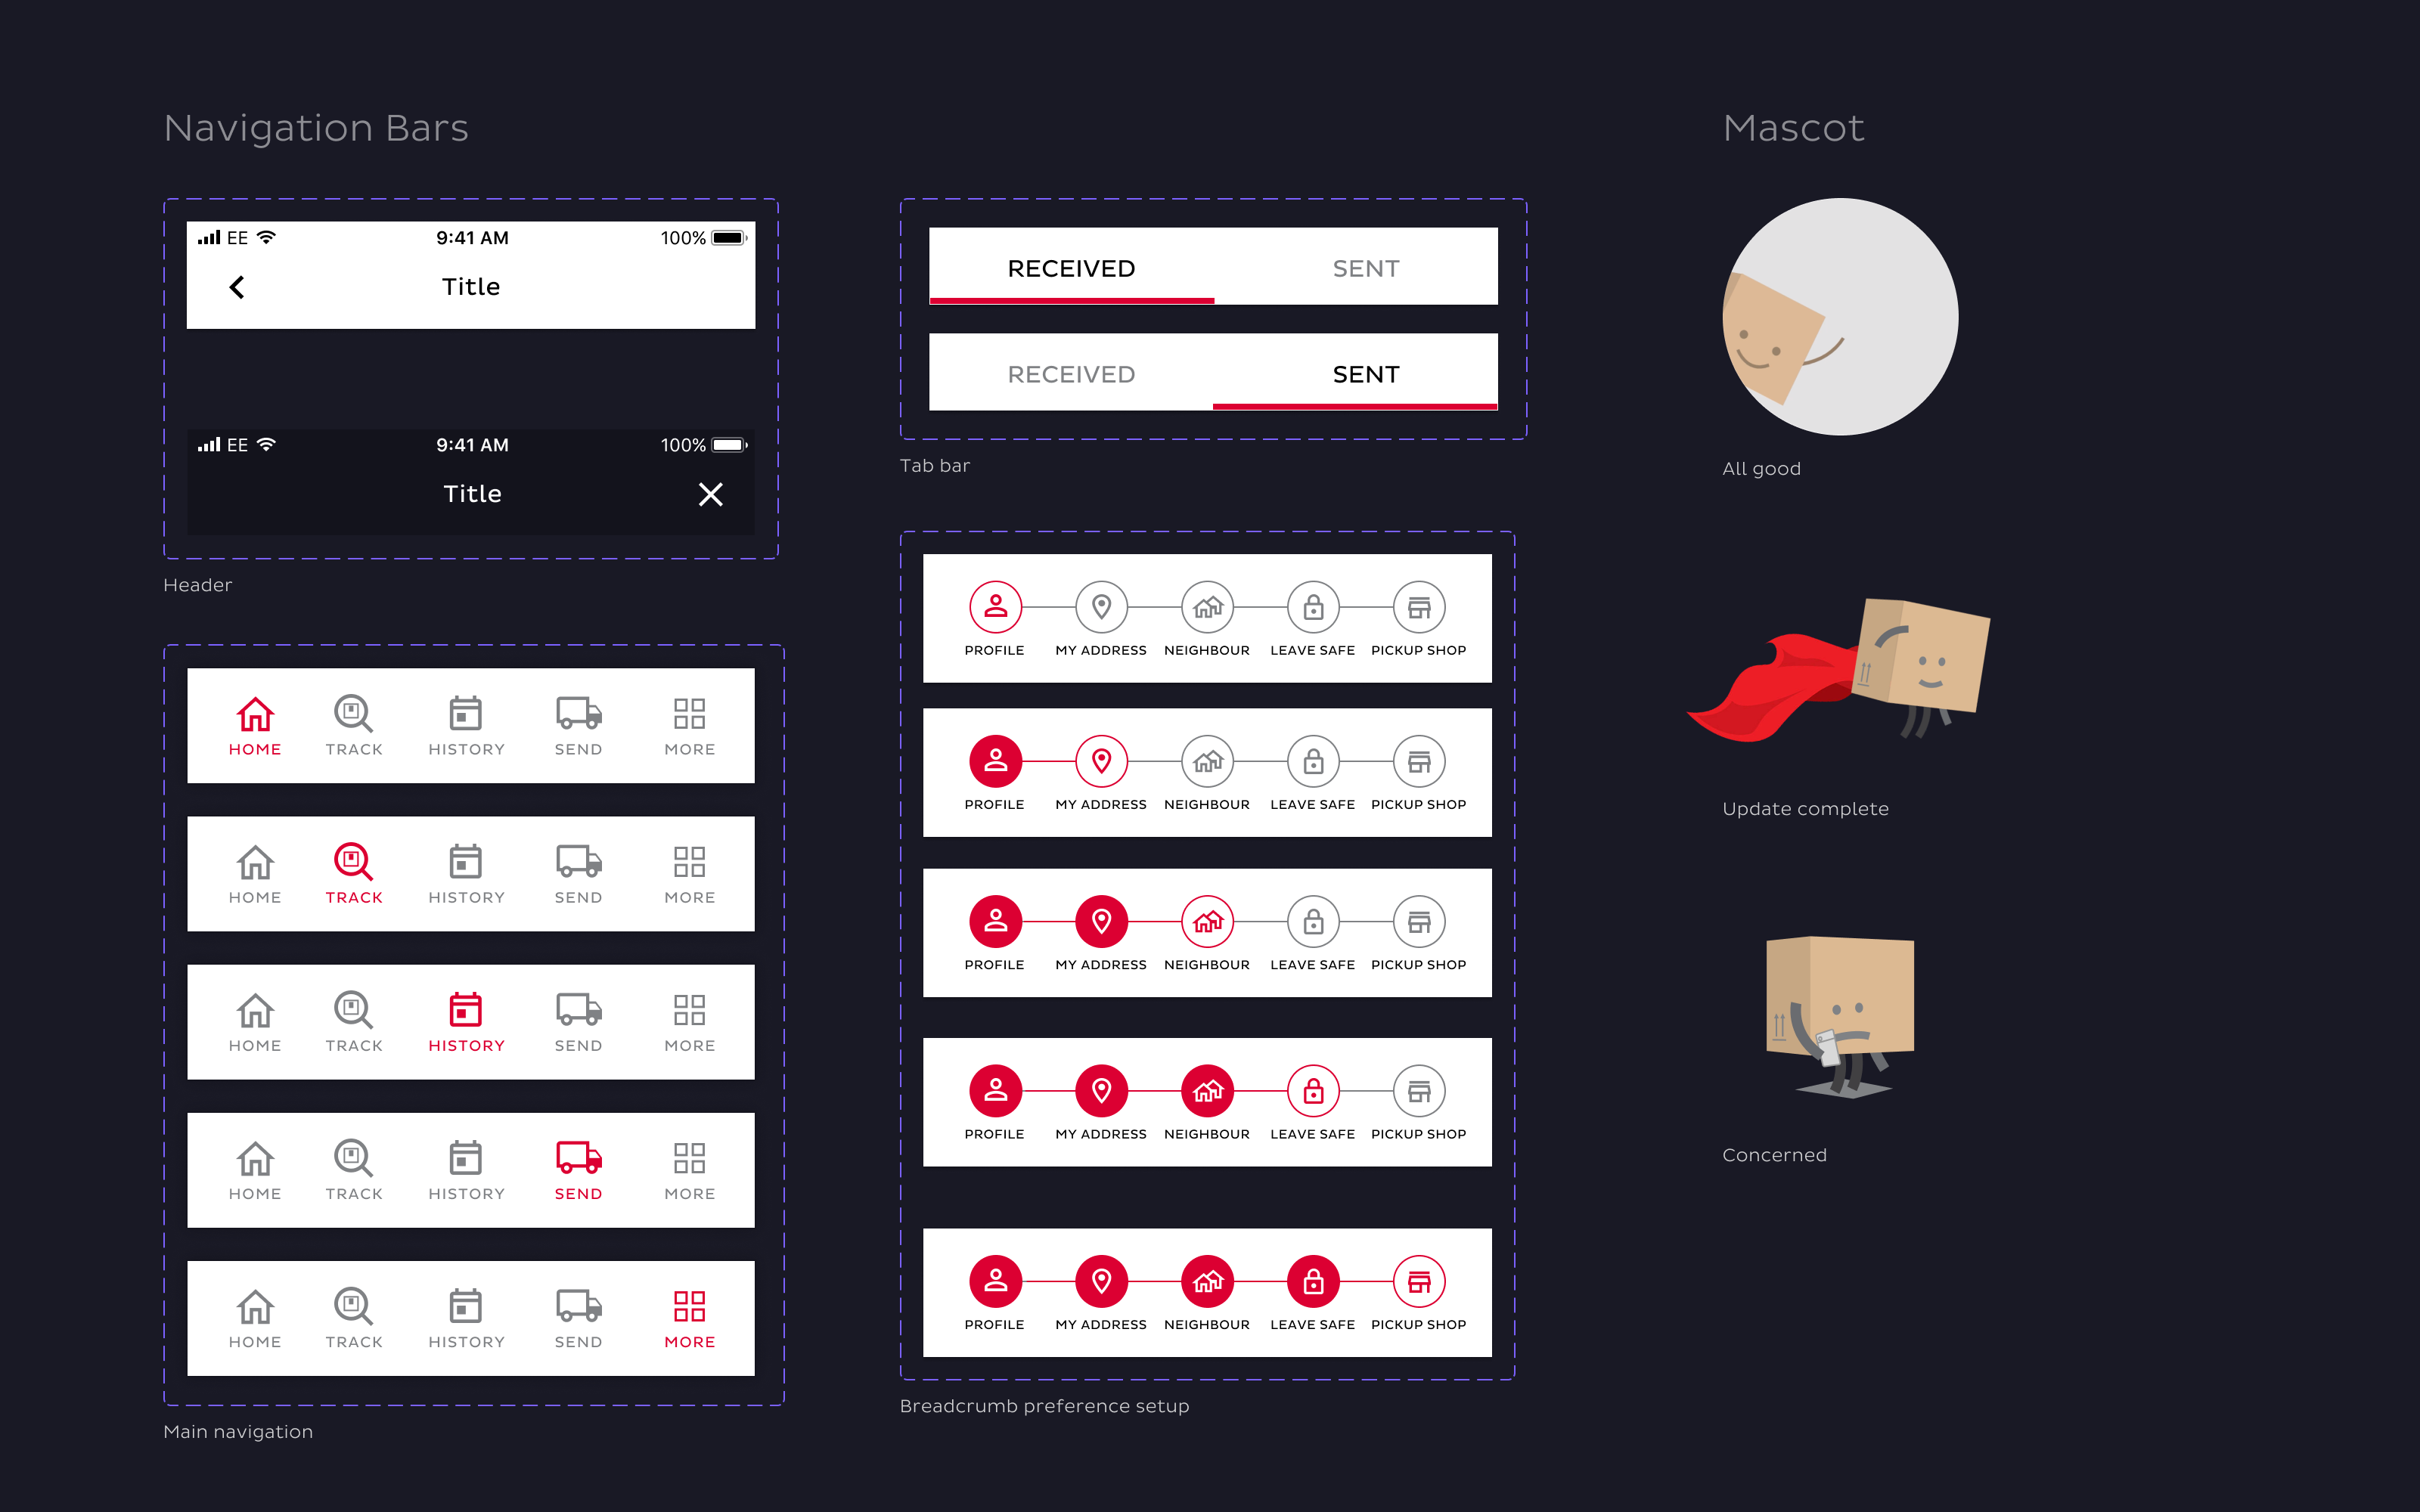 Navigation Bars
EE 9:41 AM 100%
Title
EE 9:41 AM 100%
Title
Header
HOME TRACK HISTORY SEND MORE
HOME TRACK HISTORY SEND MORE
HOME TRACK HISTORY SEND MORE
HOME TRACK HISTORY SEND MORE
HOME TRACK HISTORY SEND MORE
Main navigation
RECEIVED SENT
RECEIVED SENT
Tab bar
PROFILE MY ADDRESS NEIGHBOUR LEAVE SAFE PICKUP SHOP
PROFILE MY ADDRESS NEIGHBOUR LEAVE SAFE PICKUP SHOP
PROFILE MY ADDRESS NEIGHBOUR LEAVE SAFE PICKUP SHOP
PROFILE MY ADDRESS NEIGHBOUR LEAVE SAFE PICKUP SHOP
PROFILE MY ADDRESS NEIGHBOUR LEAVE SAFE PICKUP SHOP
Breadcrumb preference setup
Mascot
All good
Update complete
Concerned